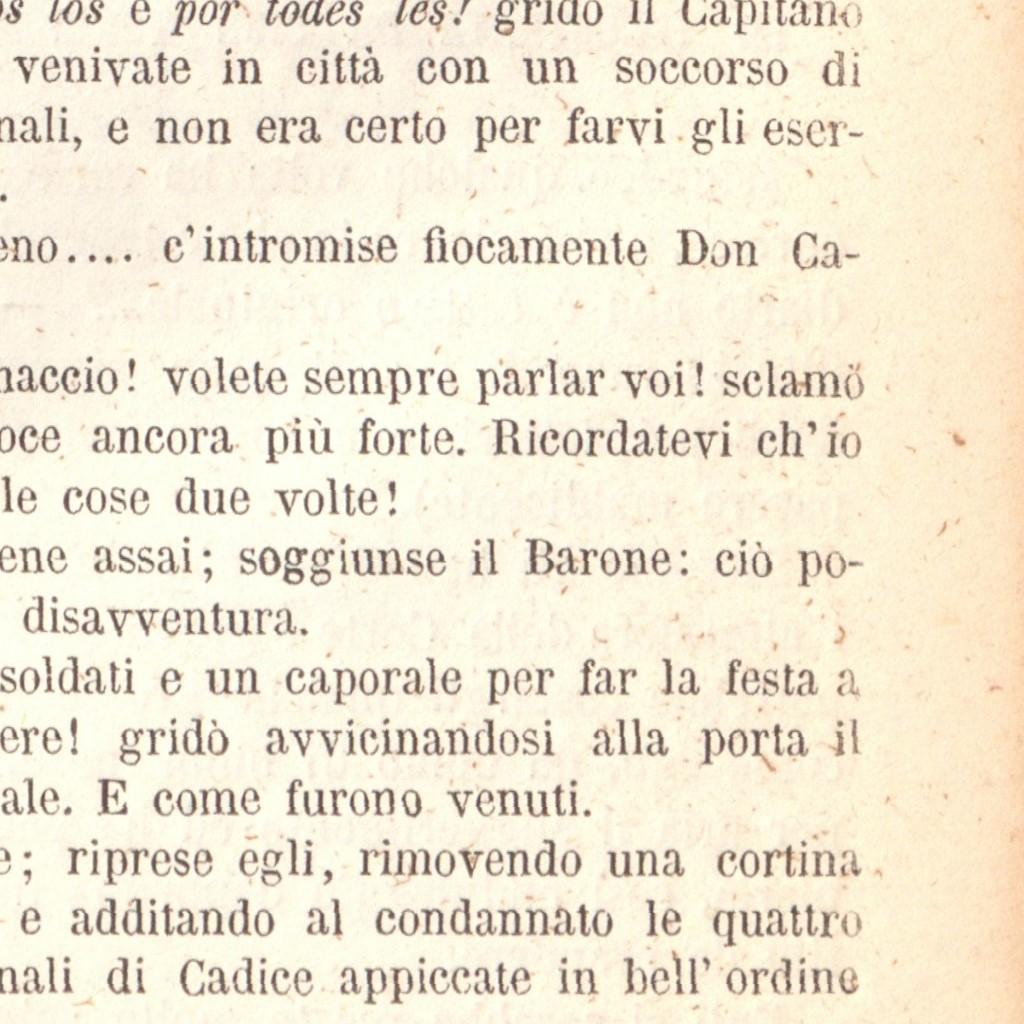 os los e por todes les! gridò il Capitano
venivate in città con un soccorso di
nali, e non era certo per farvi gli eser-
.
eno.... c'intromise fiocamente Don Ca-
naccio! volete sempre parlar voi! sclamò
oce ancora più forte. Ricordatevi ch'io
le cose due volte!
ene assai; soggiunse il Barone: ciò po-
disavventura.
soldati e un caporale per far la festa a
ere! gridò avvicinandosi alla porta il
ale. E come furono venuti.
e; riprese egli, rimovendo una cortina
e additando al condannato le quattro
nali di Cadice appiccate in bell'ordine